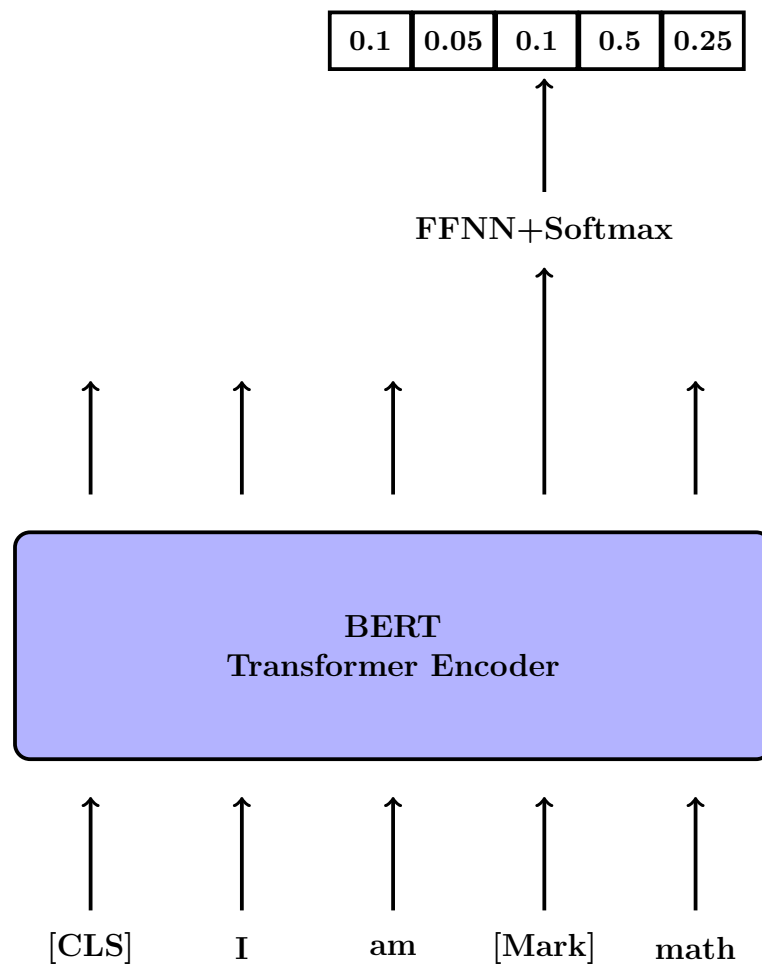 0.1 0.05 0.1 0.5 0.25
FFNN+Softmax
BERT
Transformer Encoder
[CLS] I am [Mark] math